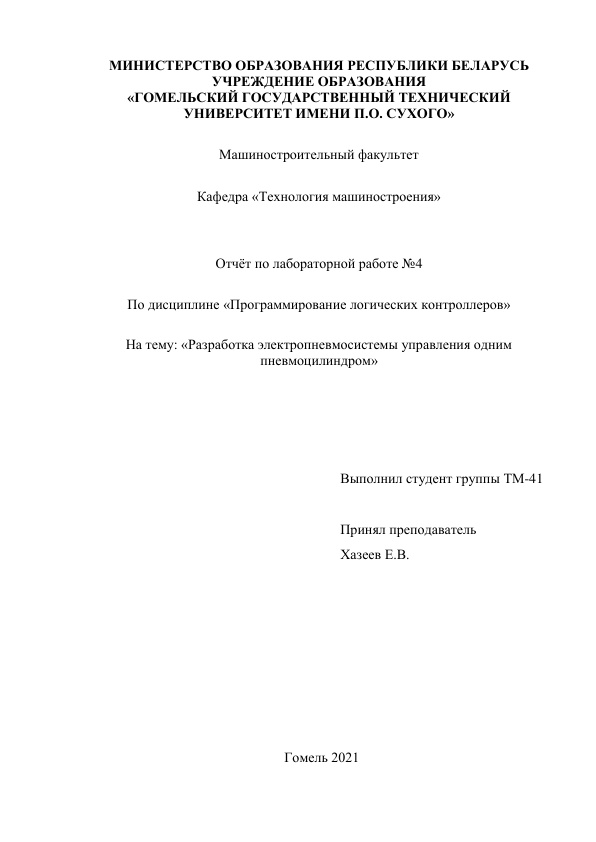 МИНИСТЕРСТВО ОБРАЗОВАНИЯ РЕСПУБЛИКИ БЕЛАРУСЬ
УЧРЕЖДЕНИЕ ОБРАЗОВАНИЯ
«ГОМЕЛЬСКИЙ ГОСУДАРСТВЕННЫЙ ТЕХНИЧЕСКИЙ
УНИВЕРСИТЕТ ИМЕНИ П.О. СУХОГО»
Машиностроительный факультет
Кафедра «Технология машиностроения»
Отчёт по лабораторной работе №4
По дисциплине «Программирование логических контроллеров»
На тему: «Разработка электропневмосистемы управления одним
пневмоцилиндром»
Выполнил студент группы ТМ-41
Принял преподаватель
Хазеев Е.В.
Гомель 2021